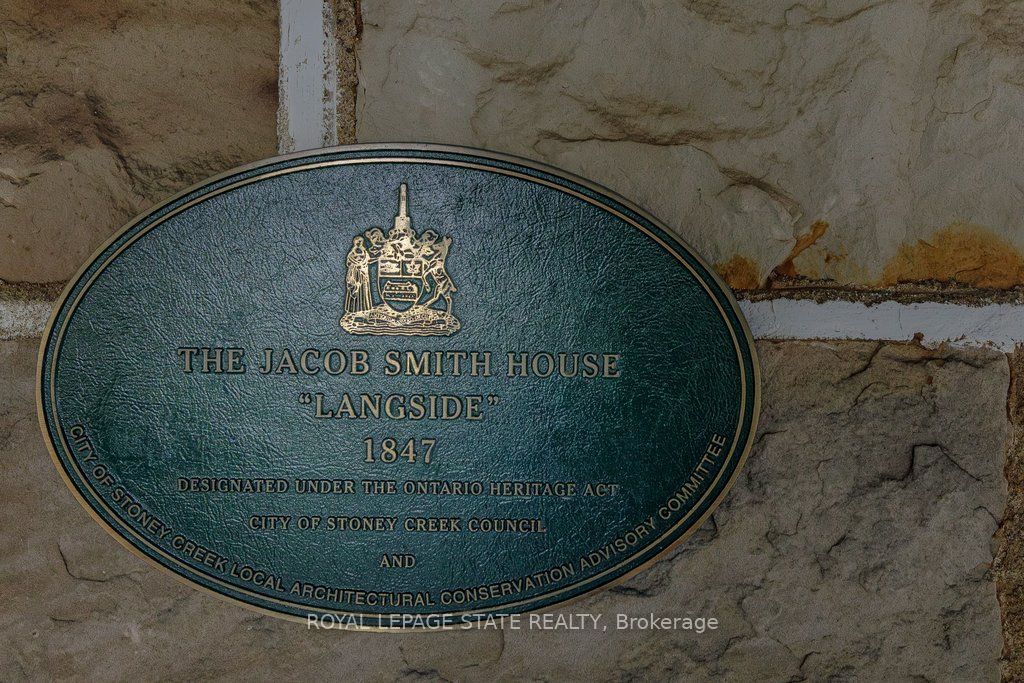 THE JACOB SMITH HOUSE
“LANGSIDE”
1847
DESIGNATED UNDER THE ONTARIO HERITAGE ACT
CITY OF STONEY CREEK COUNCIL
AND
CITY OF STONEY CREEK LOCAL ARCHITECTURAL CONSERVATION ADVISORY COMMITTEE
ROYAL LEPAGE STATE REALTY, Brokerage